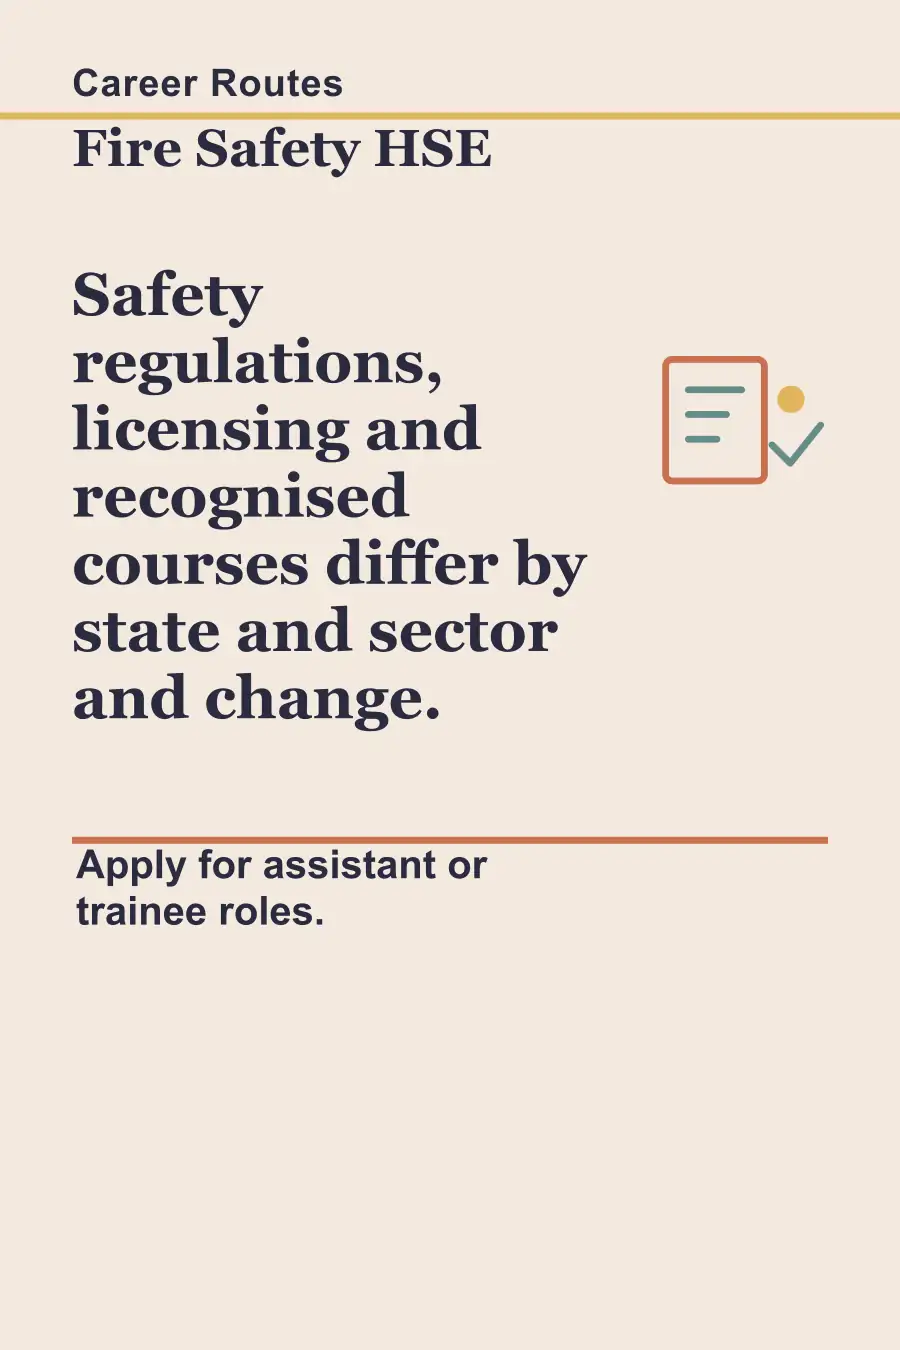 Career Routes
Fire Safety HSE
Safety
regulations,
licensing and
recognised
courses differ by
state and sector
and change.
Apply for assistant or
trainee roles.